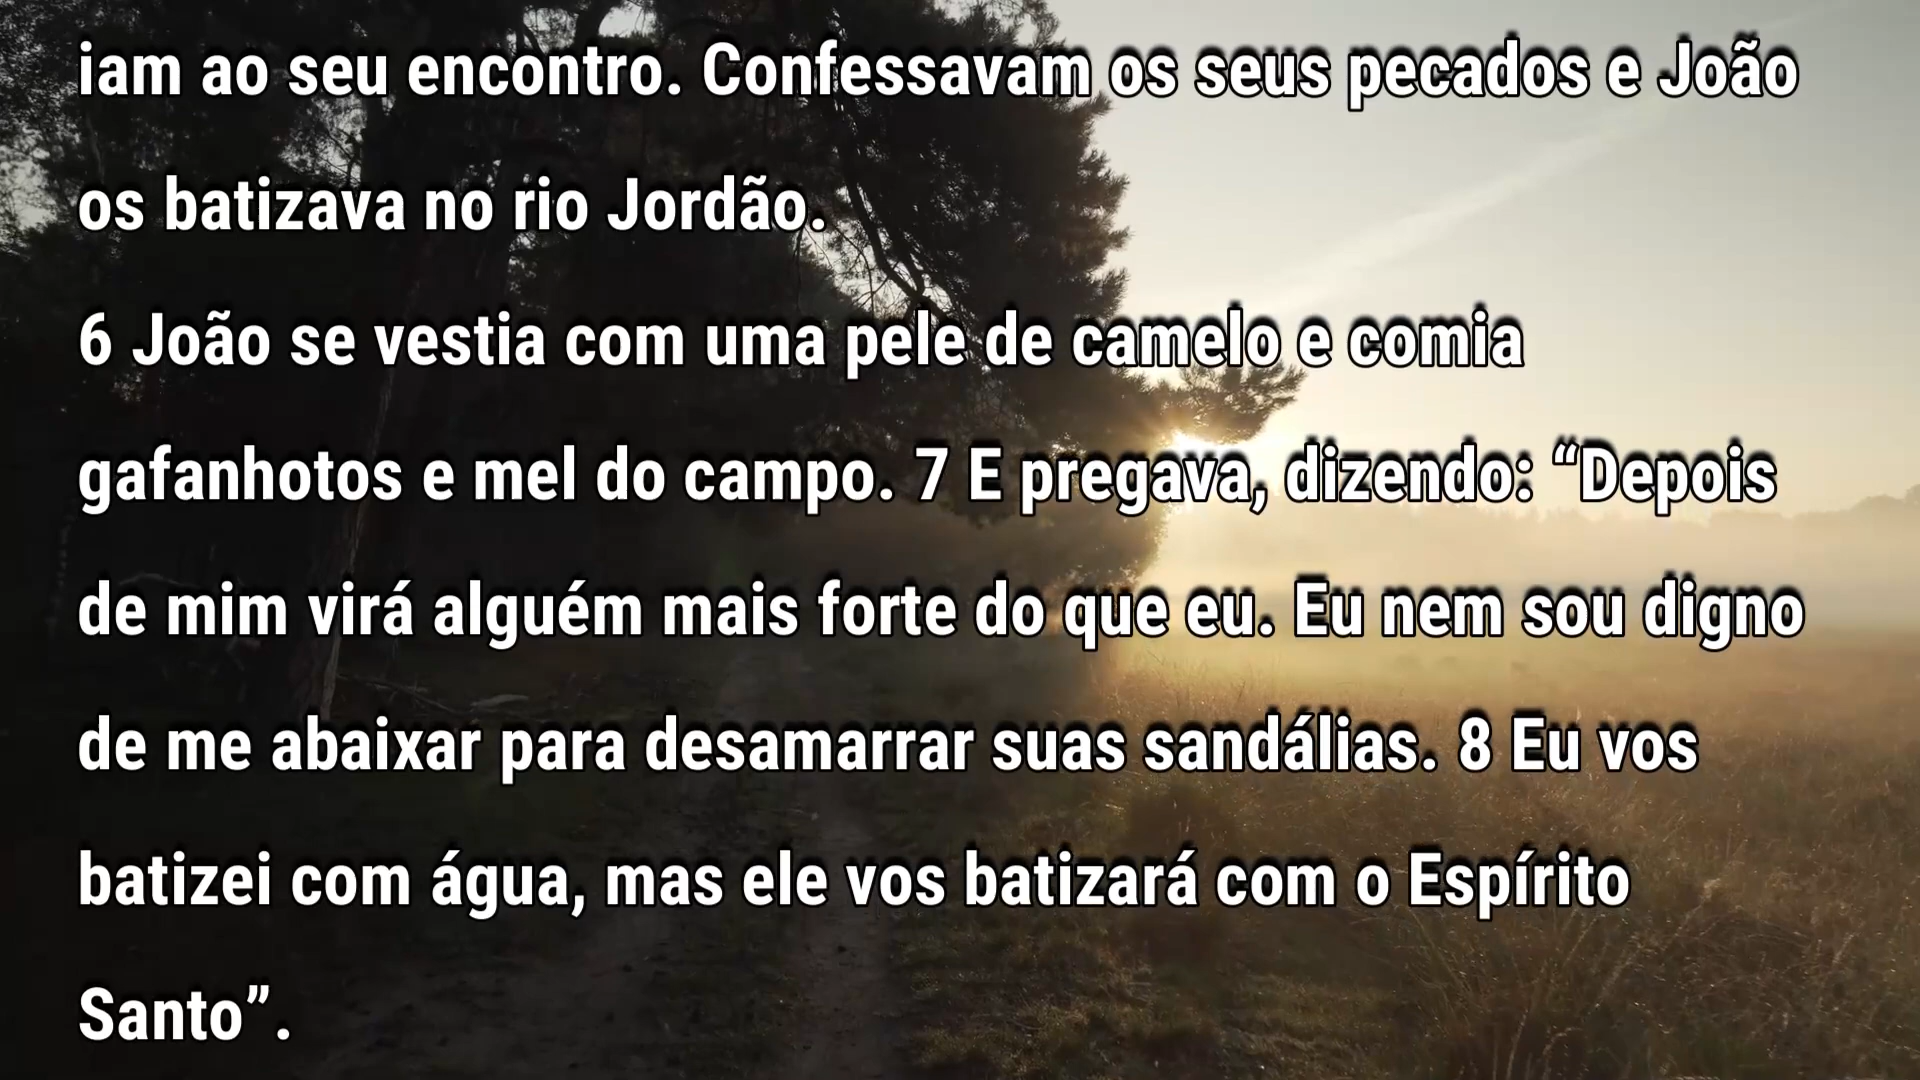 iam ao seu encontro. Confessavam os seus pecados e João
os batizava no rio Jordão.
6 João se vestia com uma pele de camelo e comia
gafanhotos e mel do campo. 7 E pregava, dizendo: “Depois
de mim virá alguém mais forte do que eu. Eu nem sou digno
de me abaixar para desamarrar suas sandálias. 8 Eu vos
batizei com água, mas ele vos batizará com o Espírito
Santo”.